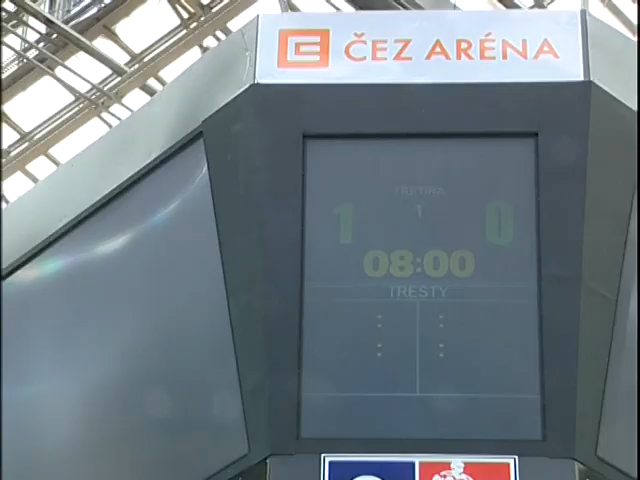 ČEZ ARÉNA
TŘETINA
1
1 0
08:00
TRESTY
: :
: :